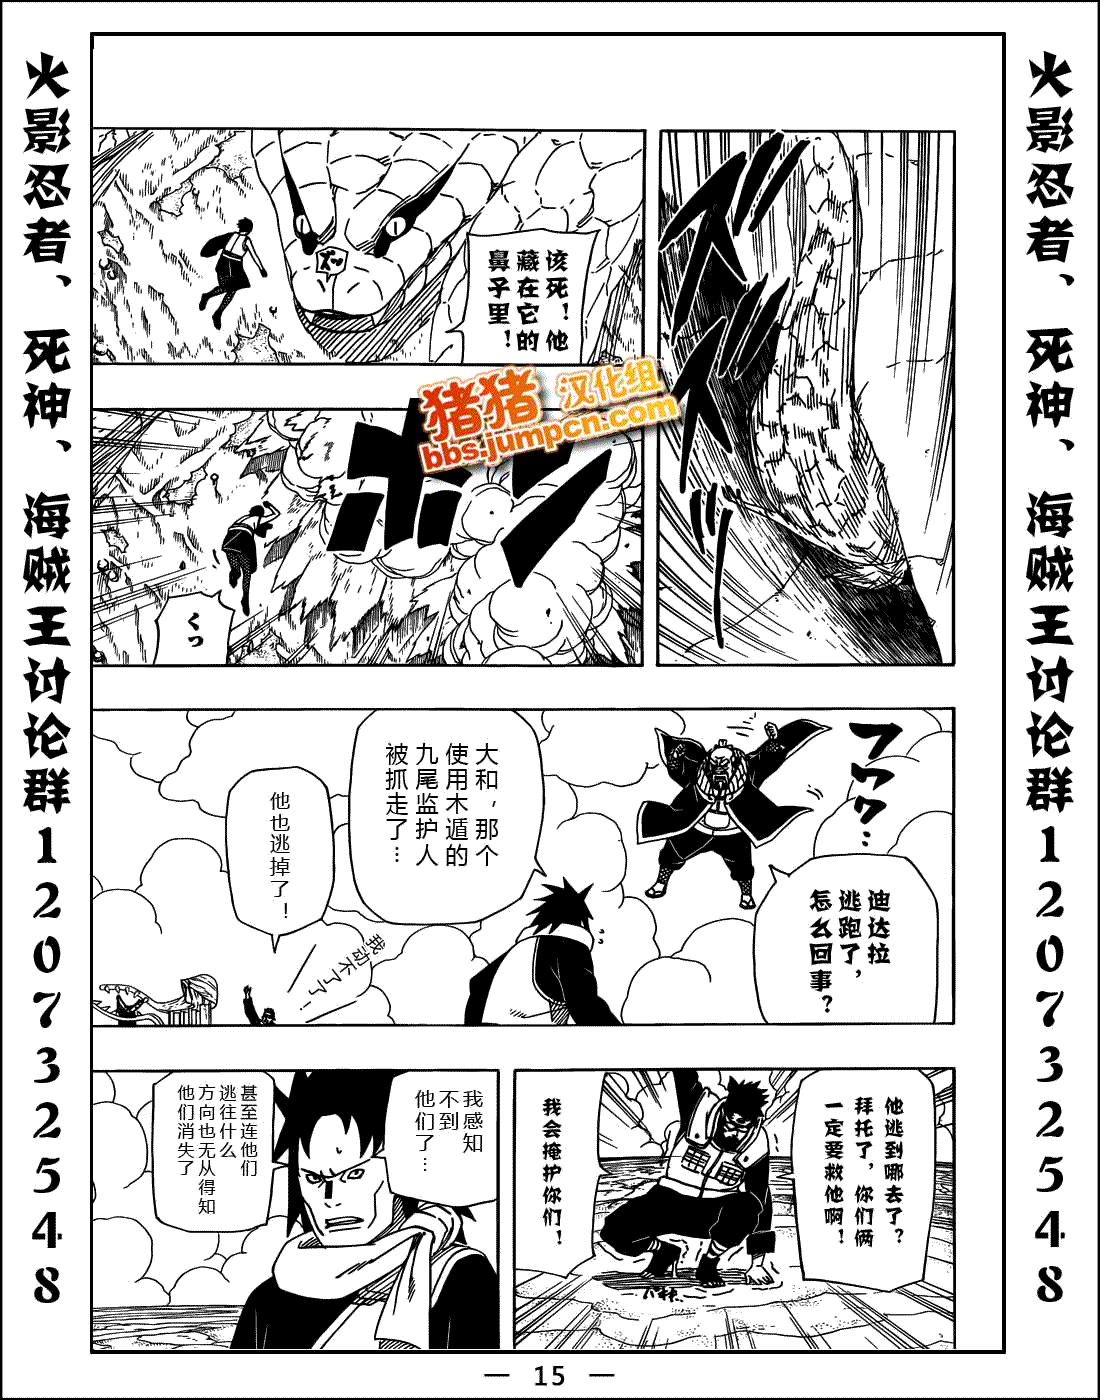 火影忍者、死神、海贼王讨论群120732548
火影忍者、死神、海贼王讨论群120732548
ズズズ
该死！他
藏在它的
鼻子里！
猪猪汉化组
bbs.jumpcn.com
ボンッ
くっ
フワフワ…
迪达拉
逃跑了，
怎么回
事？
大和，那个
使用木遁的
九尾监护人
被抓走了…
他也逃掉了！
我动不了了…！
他逃到哪去了？
拜托了，你们俩
一定要救他啊！
我会掩护你们！
我感知
不到
他们了…
甚至连他们
逃往什么
方向也无从得知
他们消失了
— 15 —